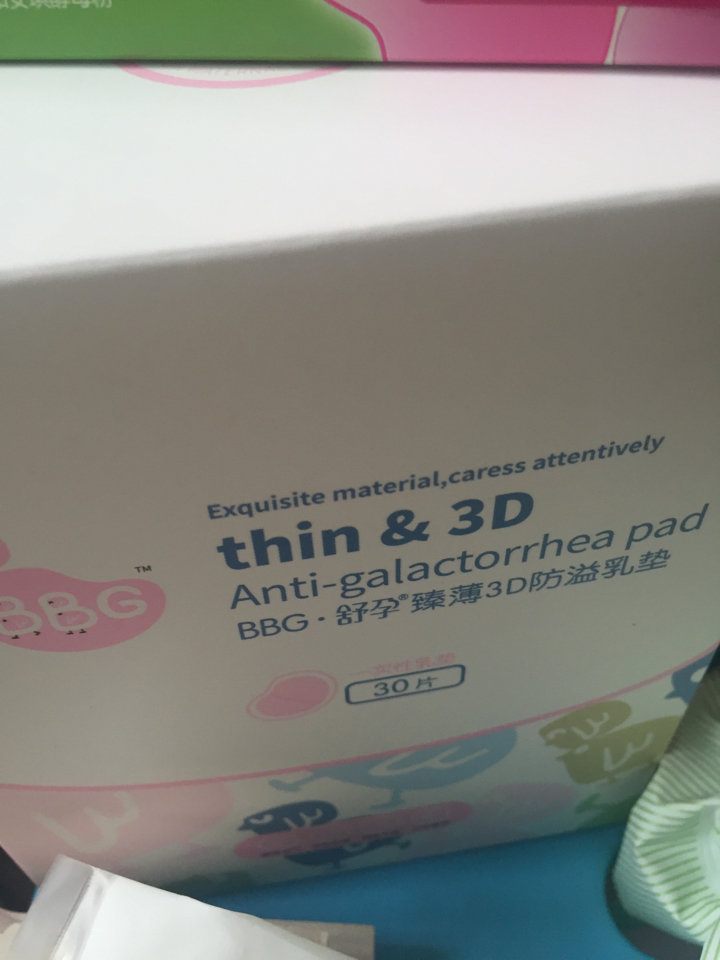 Exquisite material,caress attentively
thin & 3D
Anti-galactorrhea pad
BBG·舒孕®臻薄3D防溢乳垫
BBG™
30片